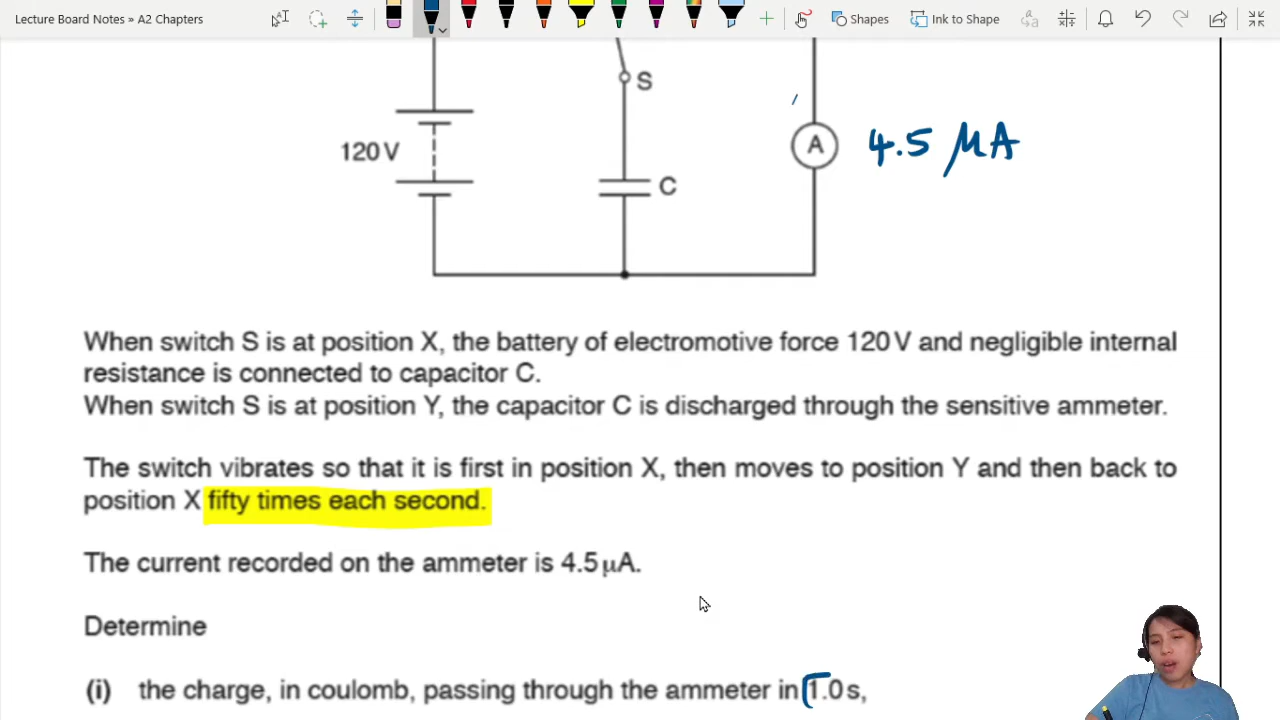 Lecture Board Notes » A2 Chapters
Shapes
Ink to Shape
S
120 V
A
4.5 μA
C
When switch S is at position X, the battery of electromotive force 120 V and negligible internal
resistance is connected to capacitor C.
When switch S is at position Y, the capacitor C is discharged through the sensitive ammeter.
The switch vibrates so that it is first in position X, then moves to position Y and then back to
position X fifty times each second.
The current recorded on the ammeter is 4.5 μA.
Determine
(i) the charge, in coulomb, passing through the ammeter in 1.0 s,